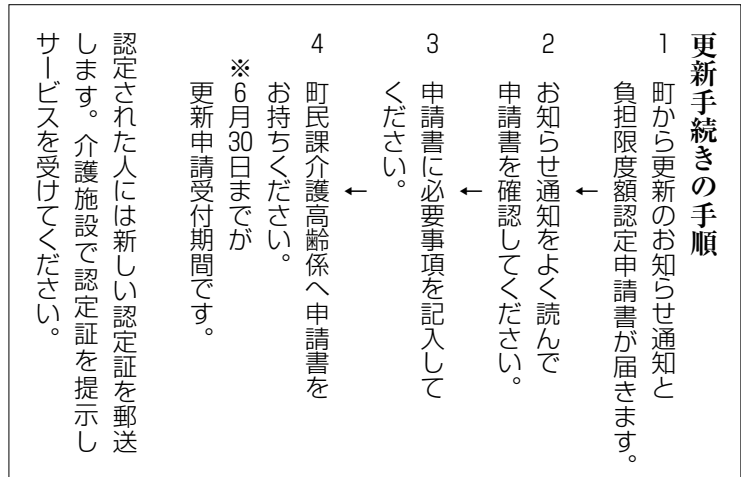 更新手続きの手順
1 町から更新のお知らせ通知と
負担限度額認定申請書が届きます。
←
2 お知らせ通知をよく読んで
申請書を確認してください。
←
3 申請書に必要事項を記入して
ください。
←
4 町民課介護高齢係へ申請書を
お持ちください。
※6月30日までが
更新申請受付期間です。
認定された人には新しい認定証を郵送
します。介護施設で認定証を提示し
サービスを受けてください。